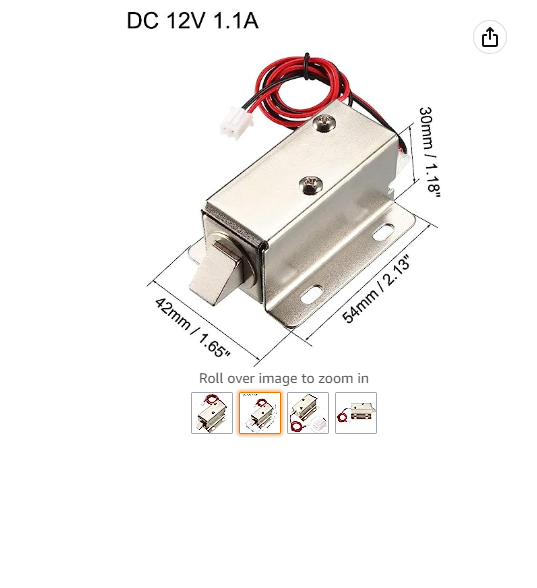 DC 12V 1.1A
30mm / 1.18"
54mm / 2.13"
42mm / 1.65"
Roll over image to zoom in